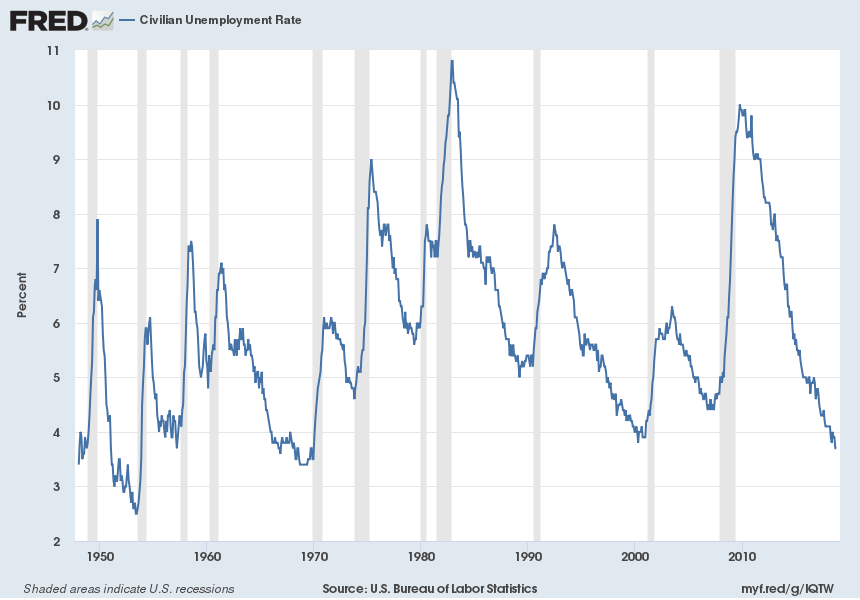 FRED Civilian Unemployment Rate
11
10
9
8
7
6
5
4
3
2
Percent
1950 1960 1970 1980 1990 2000 2010
Shaded areas indicate U.S. recessions Source: U.S. Bureau of Labor Statistics myf.red/g/lQTW